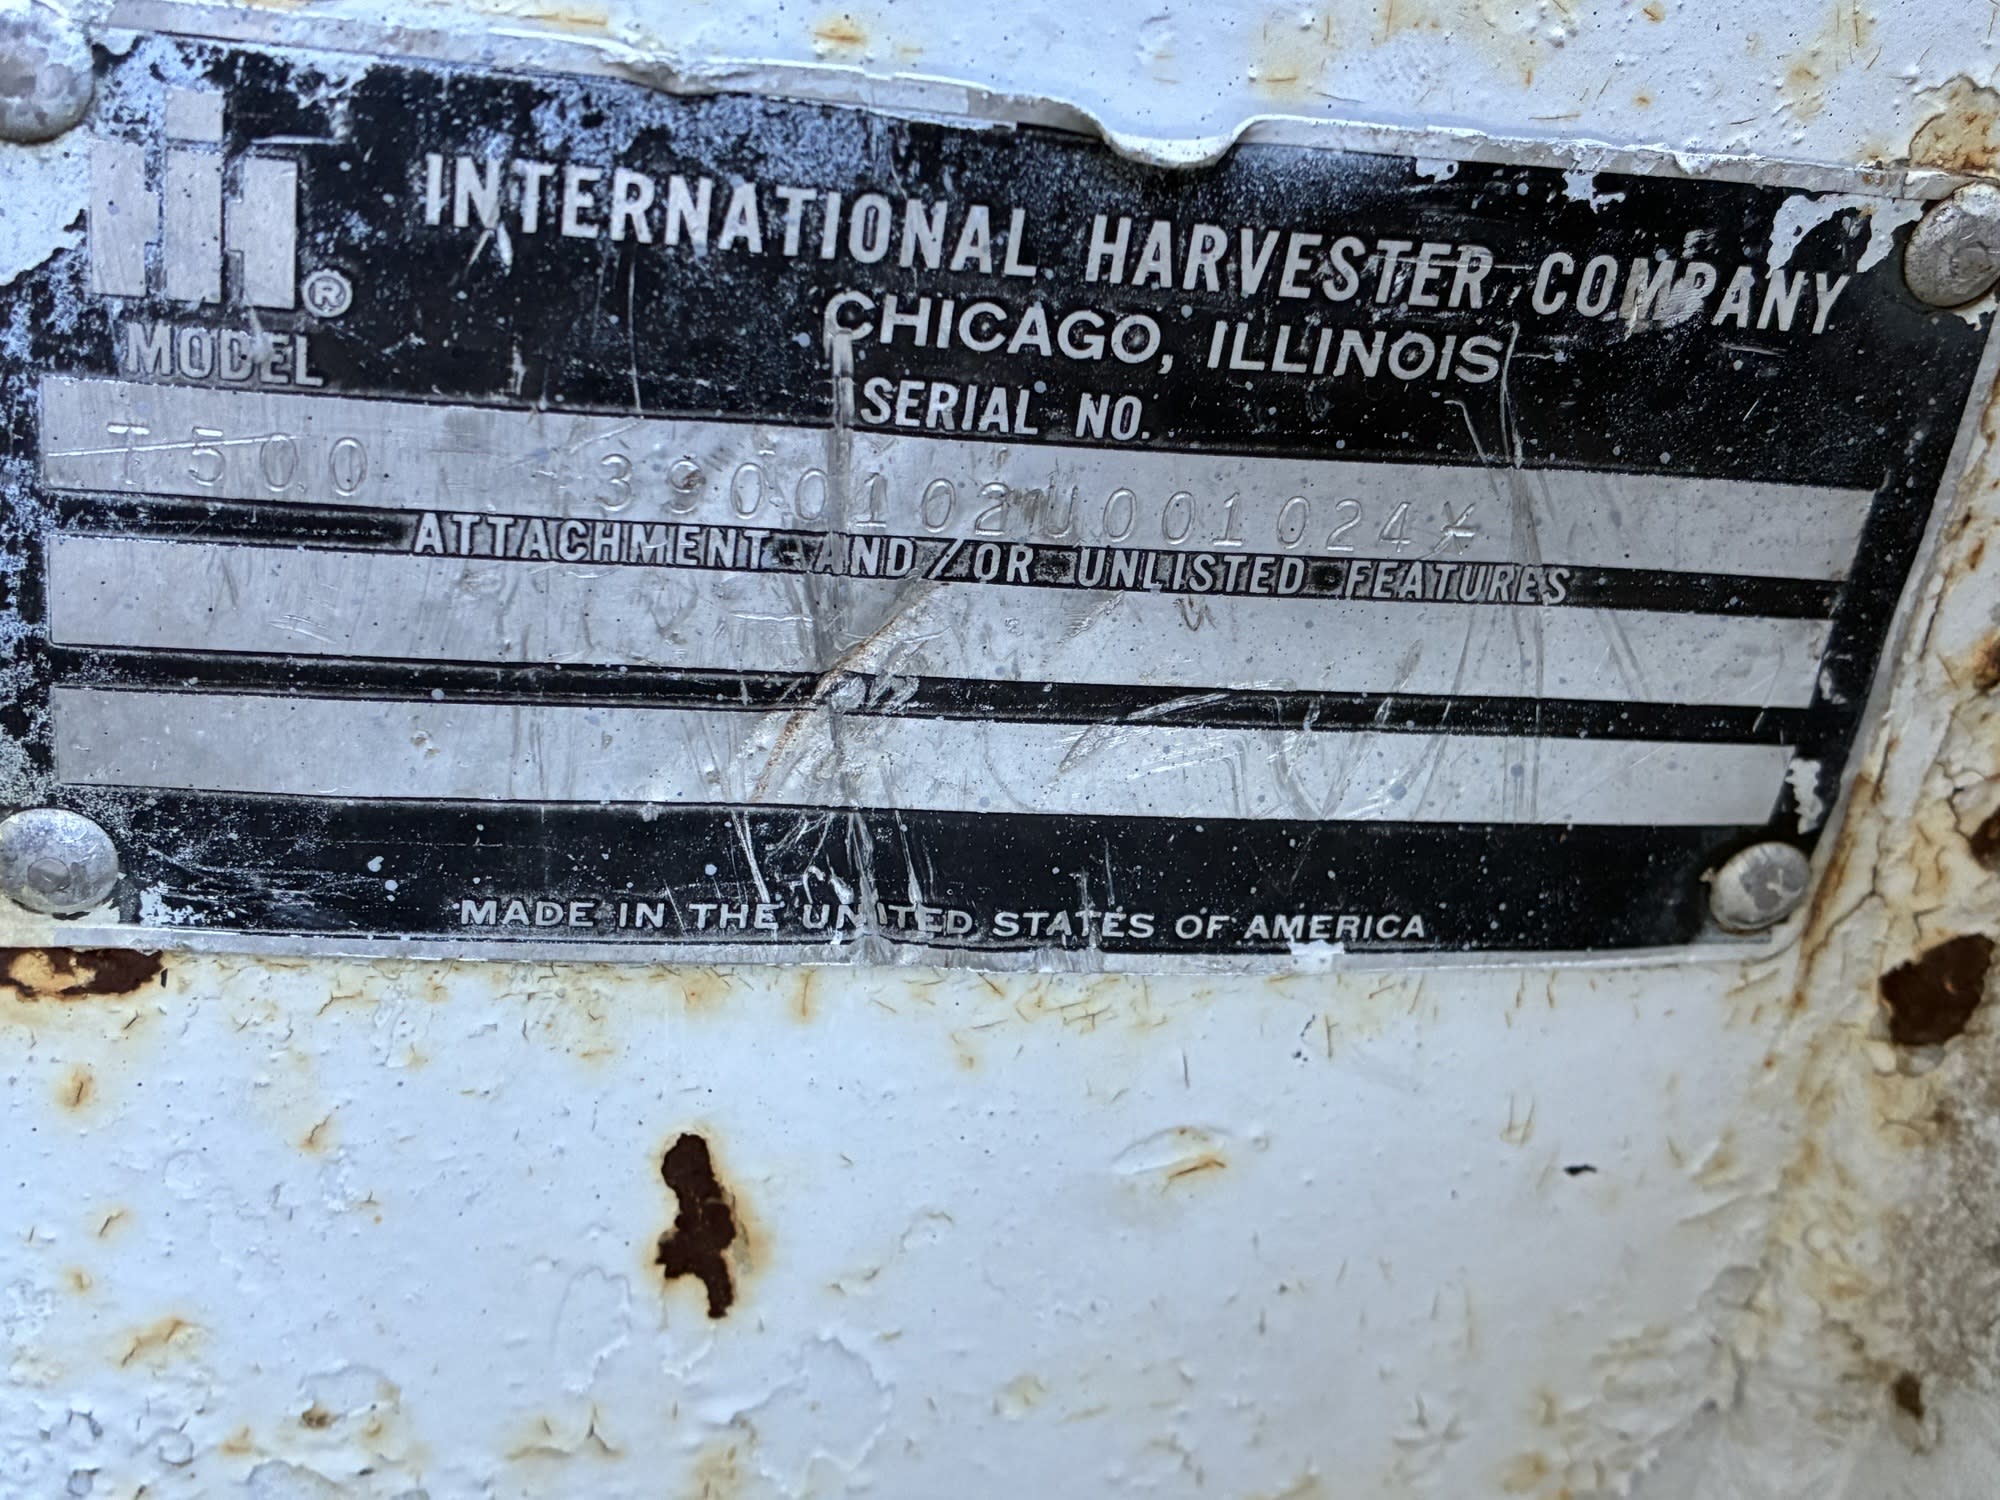 ®
INTERNATIONAL HARVESTER COMPANY
CHICAGO, ILLINOIS
MODEL SERIAL NO.
T500 3900102U001024
ATTACHMENT AND/OR UNLISTED FEATURES
MADE IN THE UNITED STATES OF AMERICA